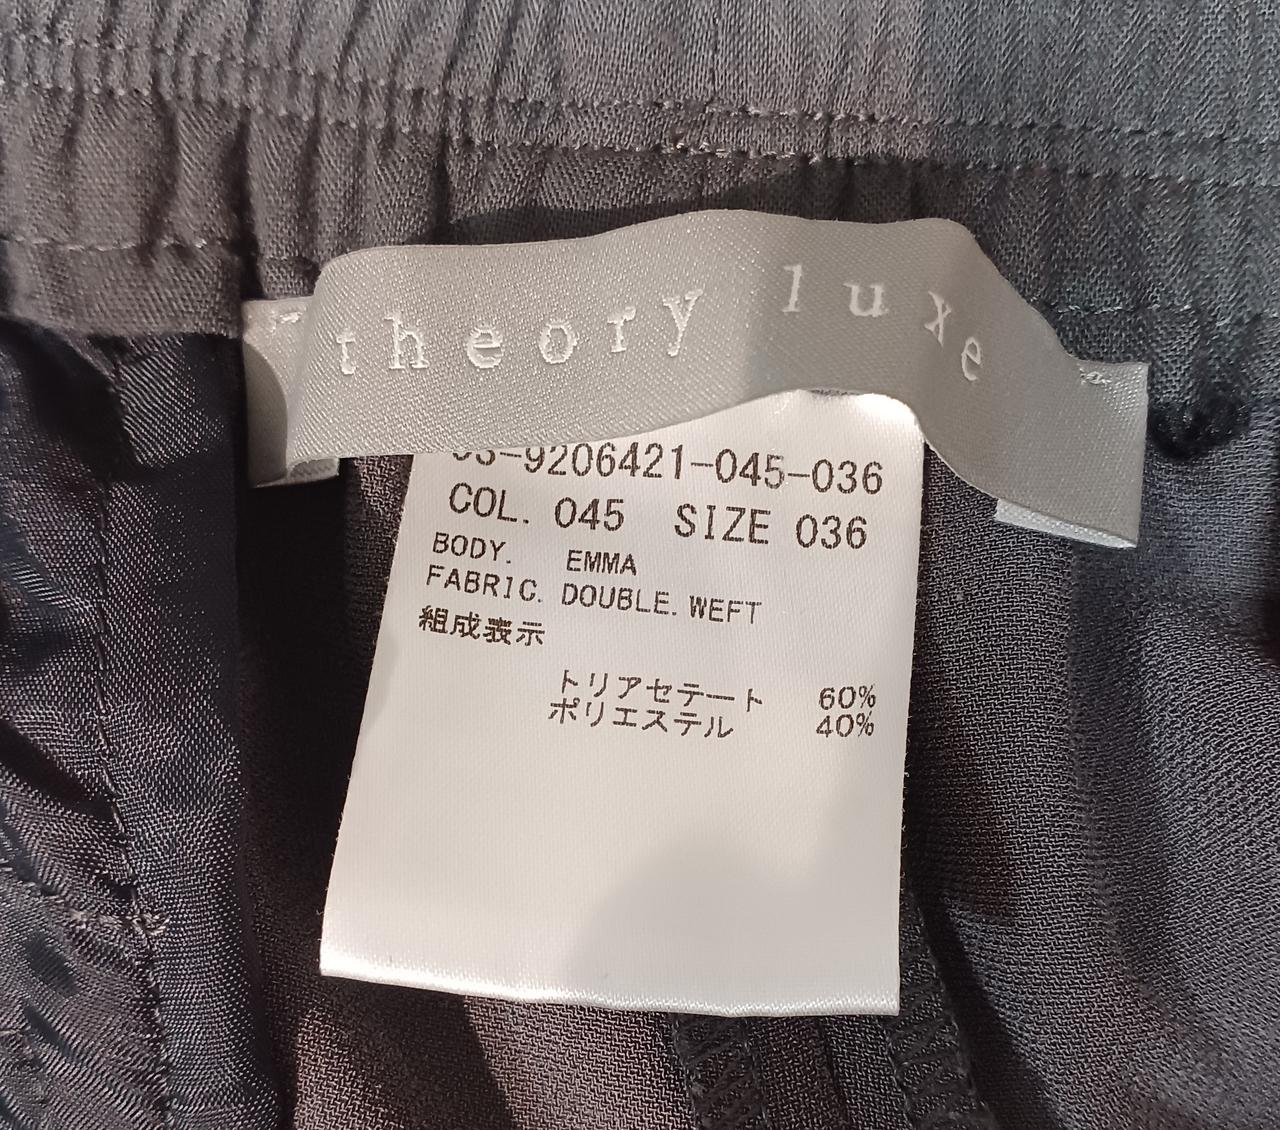 theory luxe
-9206421-045-036
COL. 045 SIZE 036
BODY. EMMA
FABRIC. DOUBLE. WEFT
組成表示
トリアセテート 60%
ポリエステル 40%